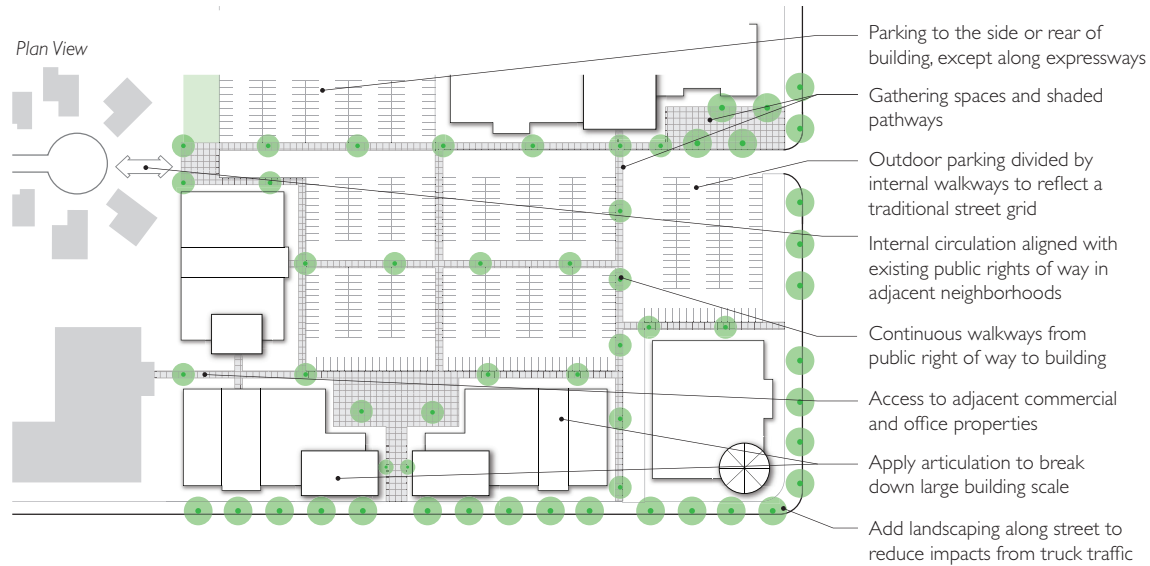 Plan View
Parking to the side or rear of
building, except along expressways
Gathering spaces and shaded
pathways
Outdoor parking divided by
internal walkways to reflect a
traditional street grid
Internal circulation aligned with
existing public rights of way in
adjacent neighborhoods
Continuous walkways from
public right of way to building
Access to adjacent commercial
and office properties
Apply articulation to break
down large building scale
Add landscaping along street to
reduce impacts from truck traffic